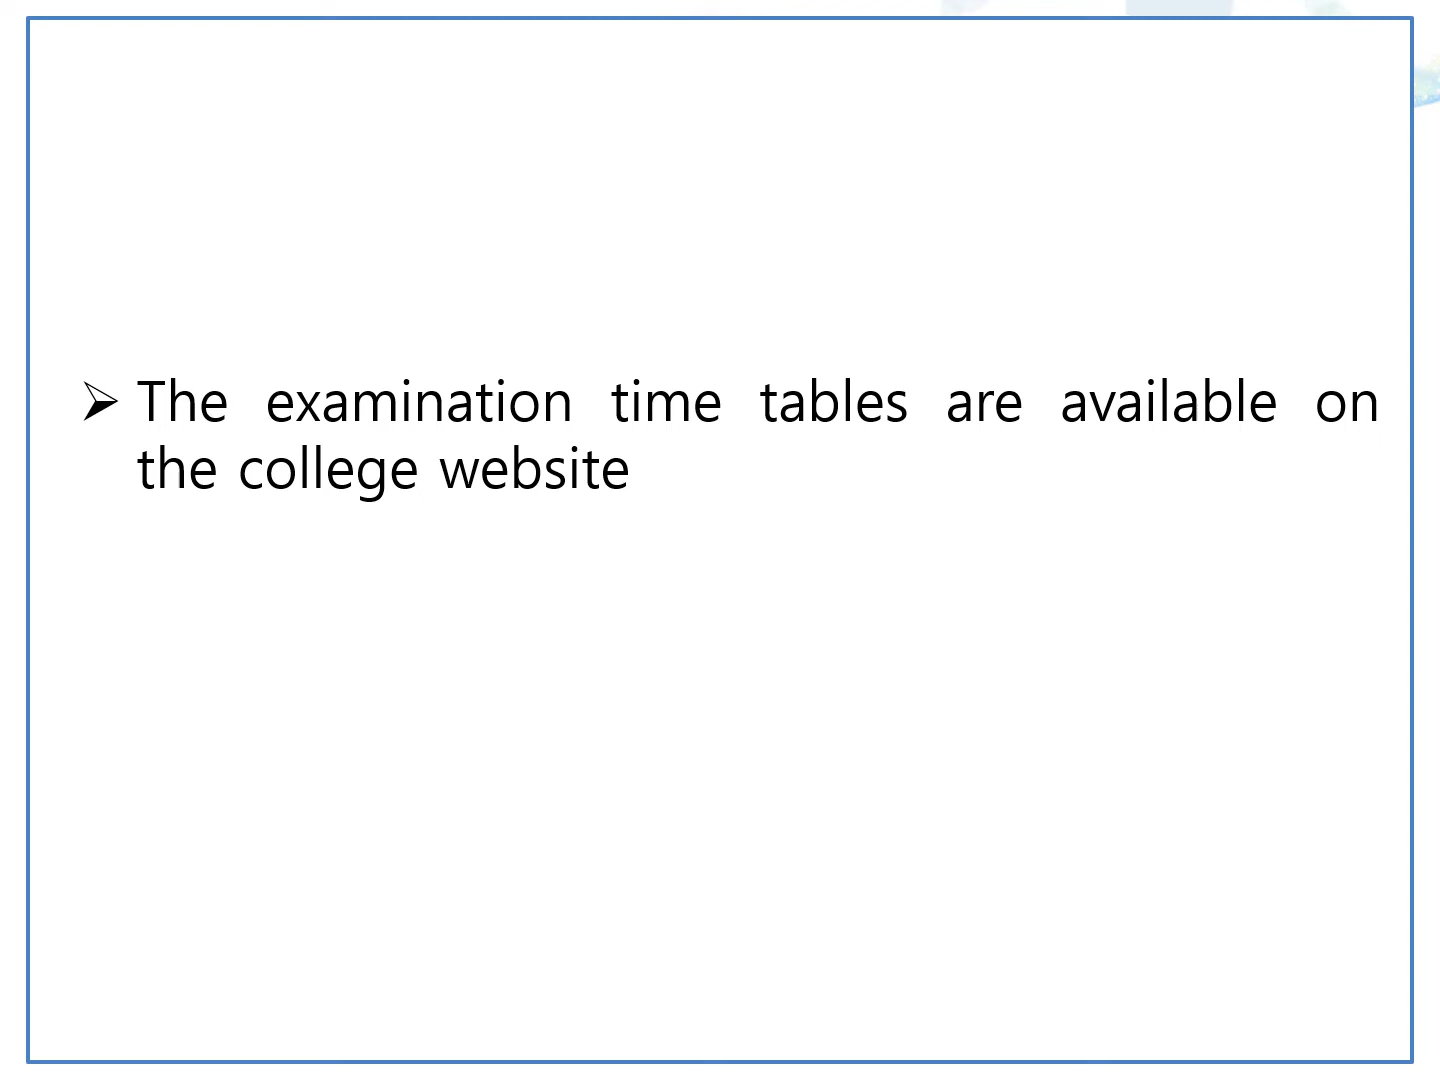 ➢ The examination time tables are available on
the college website